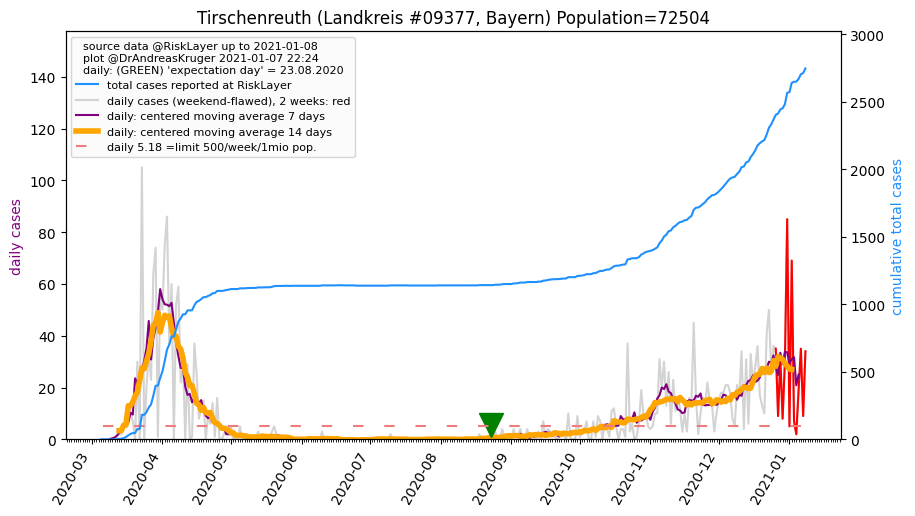 Tirschenreuth (Landkreis #09377, Bayern) Population=72504
source data @RiskLayer up to 2021-01-08
plot @DrAndreasKruger 2021-01-07 22:24
daily: (GREEN) 'expectation day' = 23.08.2020
total cases reported at RiskLayer
daily cases (weekend-flawed), 2 weeks: red
daily: centered moving average 7 days
daily: centered moving average 14 days
daily 5.18 =limit 500/week/1mio pop.
daily cases
140
120
100
80
60
40
20
0
cumulative total cases
3000
2500
2000
1500
1000
500
0
2020-03
2020-04
2020-05
2020-06
2020-07
2020-08
2020-09
2020-10
2020-11
2020-12
2021-01